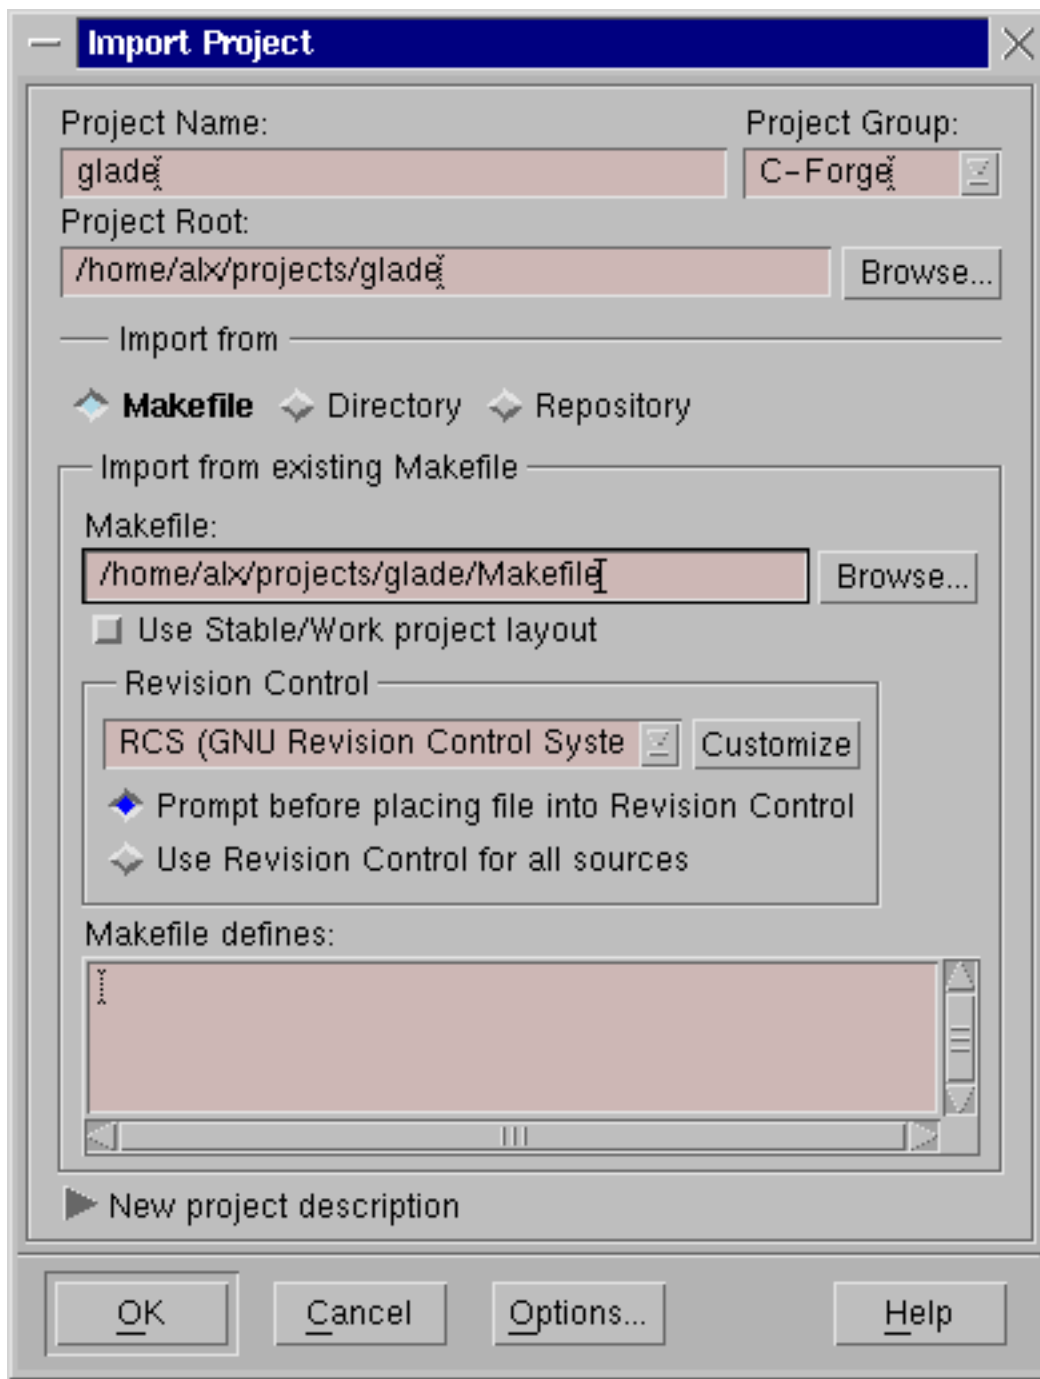 Import Project
Project Name: Project Group:
glade C-Forge
Project Root:
/home/alx/projects/glade Browse...
Import from
Makefile Directory Repository
Import from existing Makefile
Makefile:
/home/alx/projects/glade/Makefile Browse...
Use Stable/Work project layout
Revision Control
RCS (GNU Revision Control Syste Customize
Prompt before placing file into Revision Control
Use Revision Control for all sources
Makefile defines:
New project description
OK Cancel Options... Help